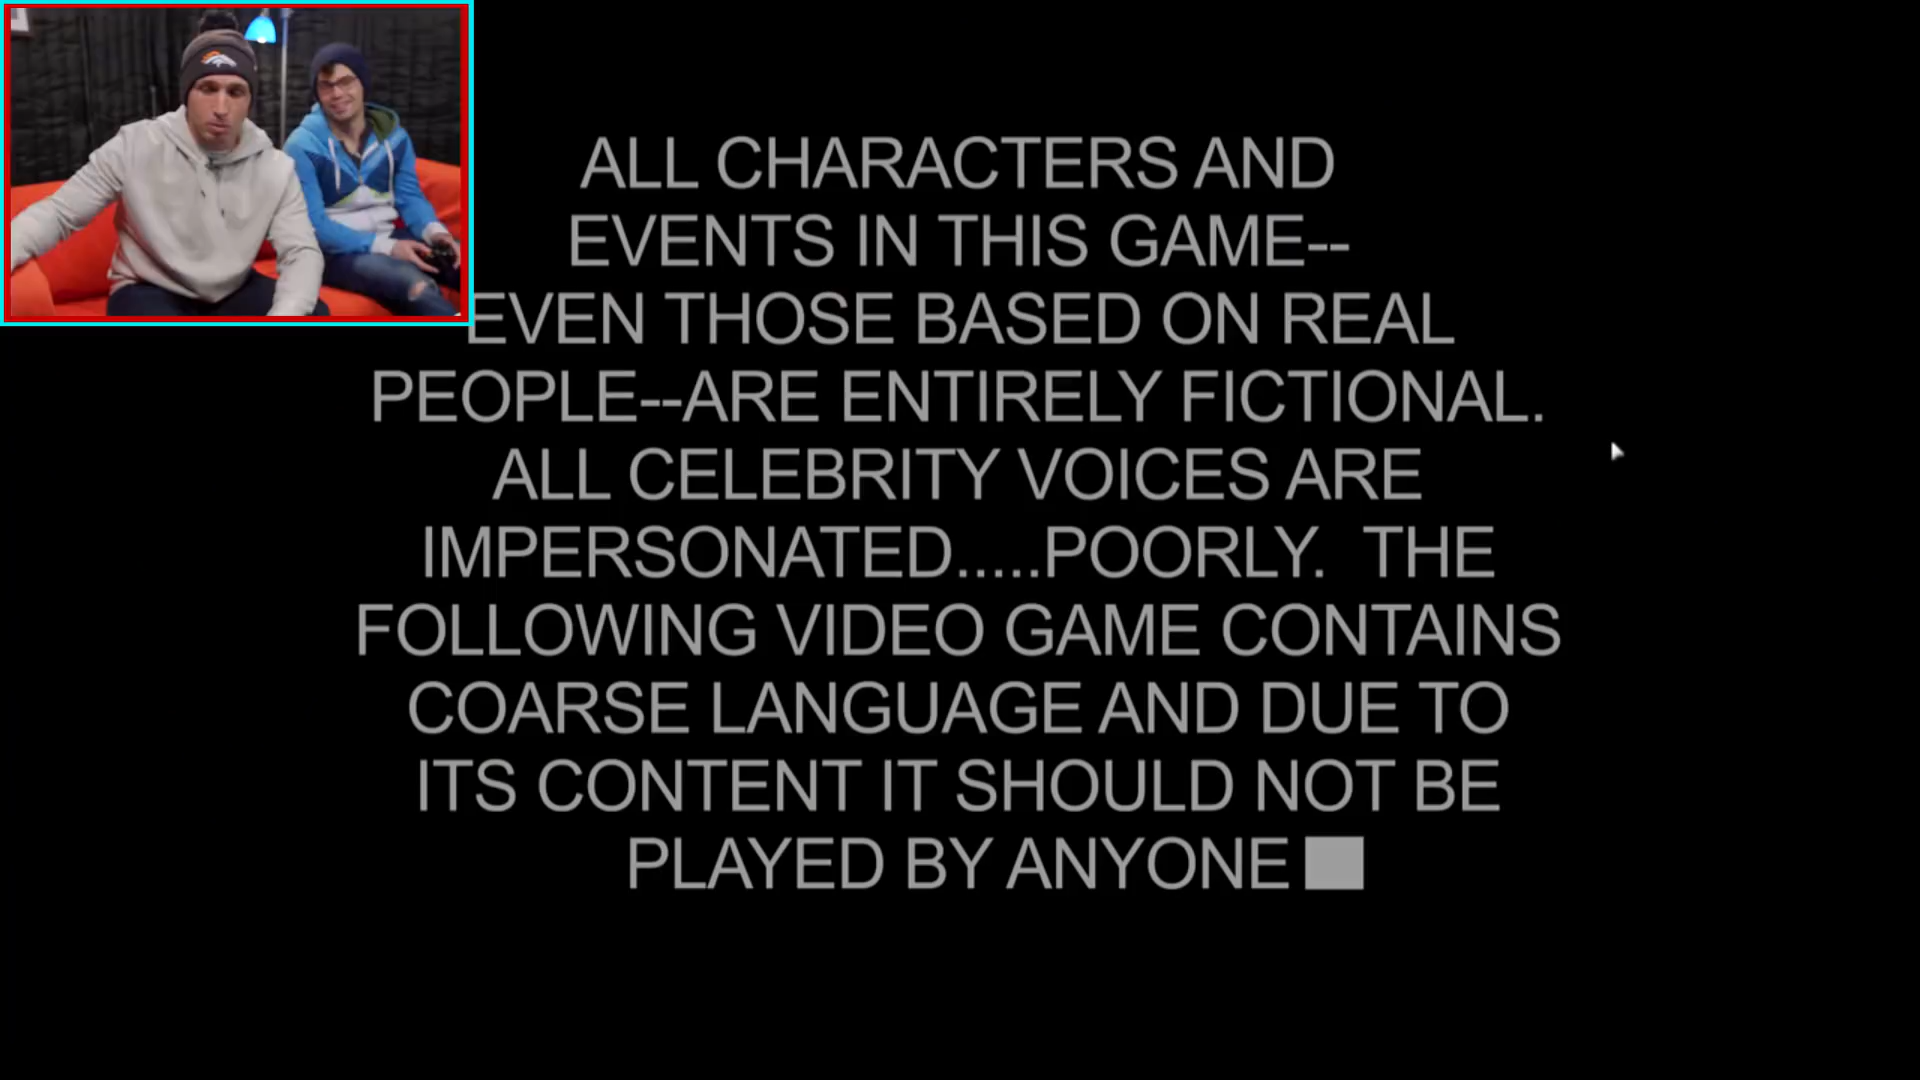 ALL CHARACTERS AND
EVENTS IN THIS GAME--
EVEN THOSE BASED ON REAL
PEOPLE--ARE ENTIRELY FICTIONAL.
ALL CELEBRITY VOICES ARE
IMPERSONATED.....POORLY. THE
FOLLOWING VIDEO GAME CONTAINS
COARSE LANGUAGE AND DUE TO
ITS CONTENT IT SHOULD NOT BE
PLAYED BY ANYONE